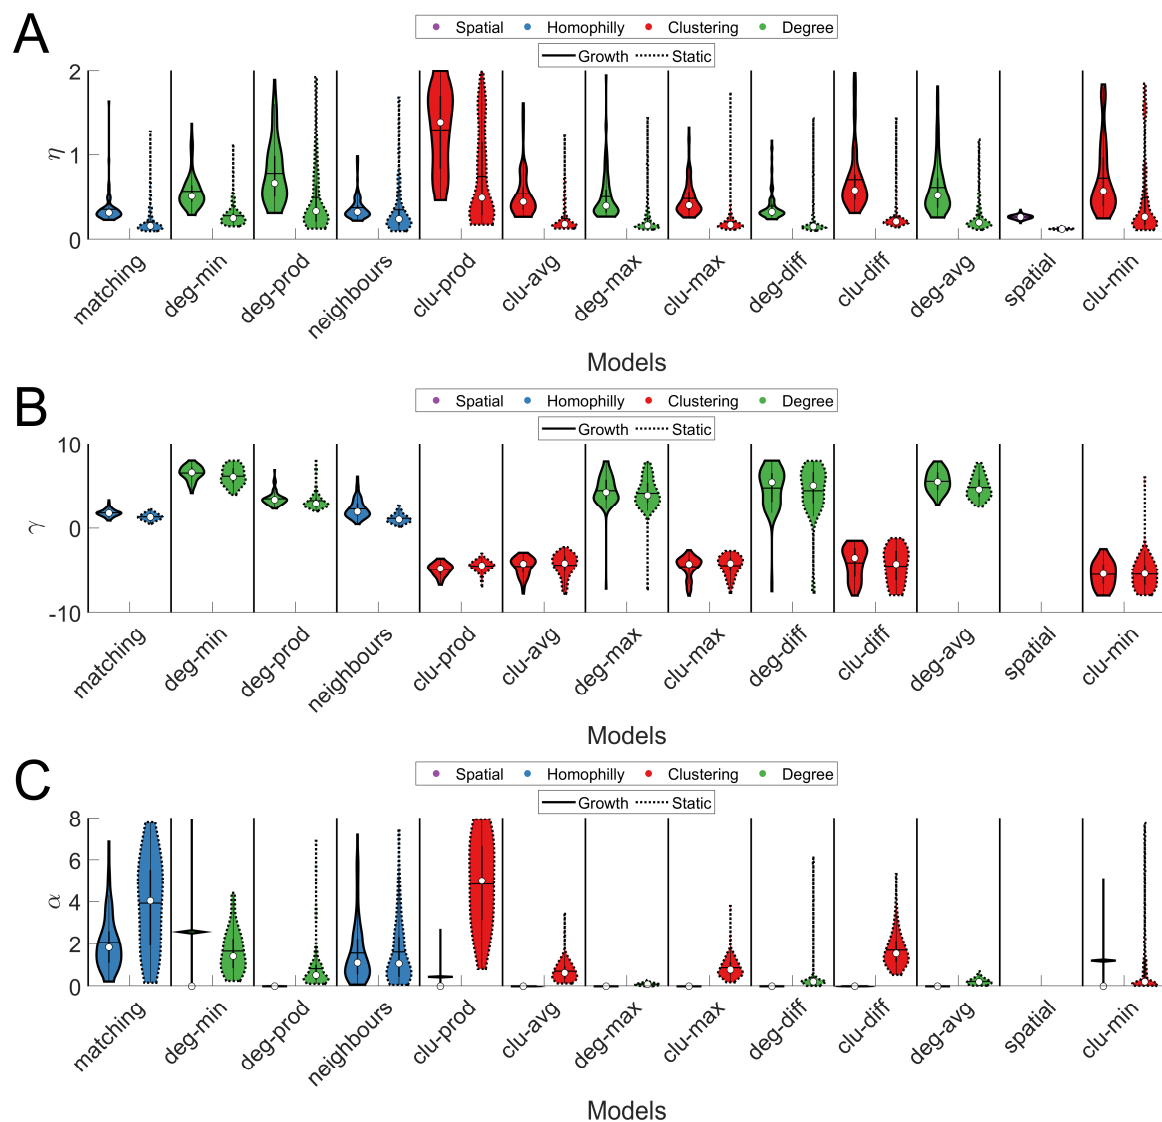 A
Spatial Homophilly Clustering Degree
Growth Static
2
1
0
η
matching deg-min deg-prod neighbours clu-prod clu-avg deg-max clu-max deg-diff clu-diff deg-avg spatial clu-min
Models
B
Spatial Homophilly Clustering Degree
Growth Static
10
0
-10
γ
matching deg-min deg-prod neighbours clu-prod clu-avg deg-max clu-max deg-diff clu-diff deg-avg spatial clu-min
Models
C
Spatial Homophilly Clustering Degree
Growth Static
8
6
4
2
0
α
matching deg-min deg-prod neighbours clu-prod clu-avg deg-max clu-max deg-diff clu-diff deg-avg spatial clu-min
Models